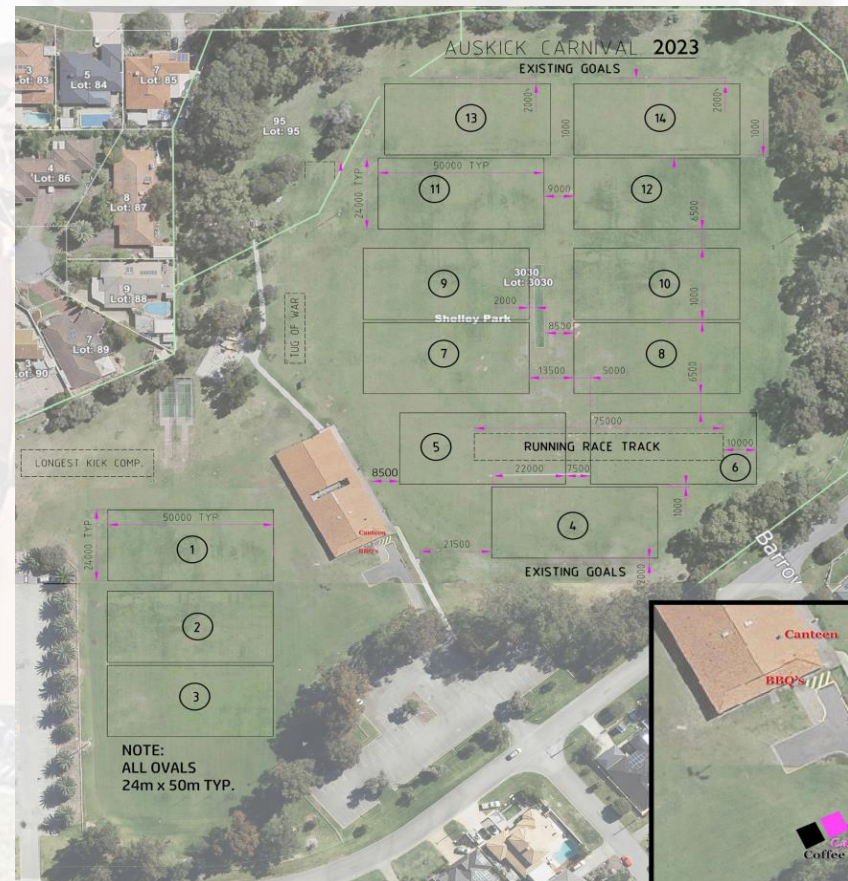 AUSKICK CARNIVAL 2023
EXISTING GOALS
3
Lot: 83
5
Lot: 84
7
Lot: 85
95
Lot: 95
4
Lot: 86
8
Lot: 87
9
Lot: 88
7
Lot: 89
Lot: 90
13
2000
1000
14
2000
1000
24000 TYP.
50000 TYP.
11
9000
12
6500
9
3030
Lot: 3030
2000
10
1000
TUG OF WAR
Shelley Park
8500
7
13500
5000
8
6500
75000
5
RUNNING RACE TRACK
10000
6
8500
22000
7500
1000
LONGEST KICK COMP.
4
21500
2000
EXISTING GOALS
24000 TYP.
50000 TYP.
1
2
3
Canteen
BBQ's
NOTE:
ALL OVALS
24m x 50m TYP.
Canteen
BBQ's
Coffee